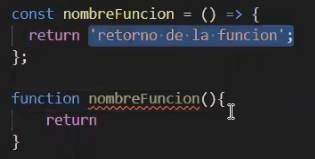 const nombreFuncion = () => {
  return 'retorno de la funcion';
};

function nombreFuncion(){
    return
}